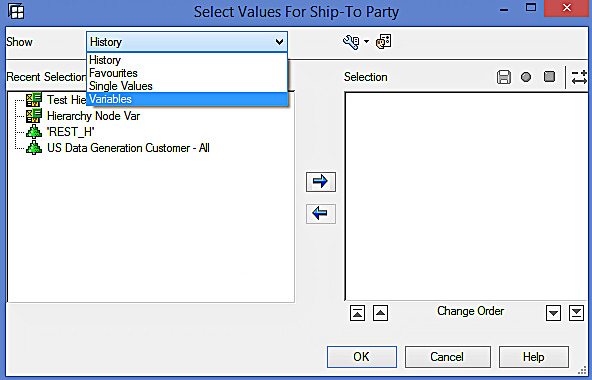 Select Values For Ship-To Party
Show
History
History
Favourites
Single Values
Variables
Recent Selection
Selection
Test Hie
Hierarchy Node Var
'REST_H'
US Data Generation Customer - All
Change Order
OK
Cancel
Help